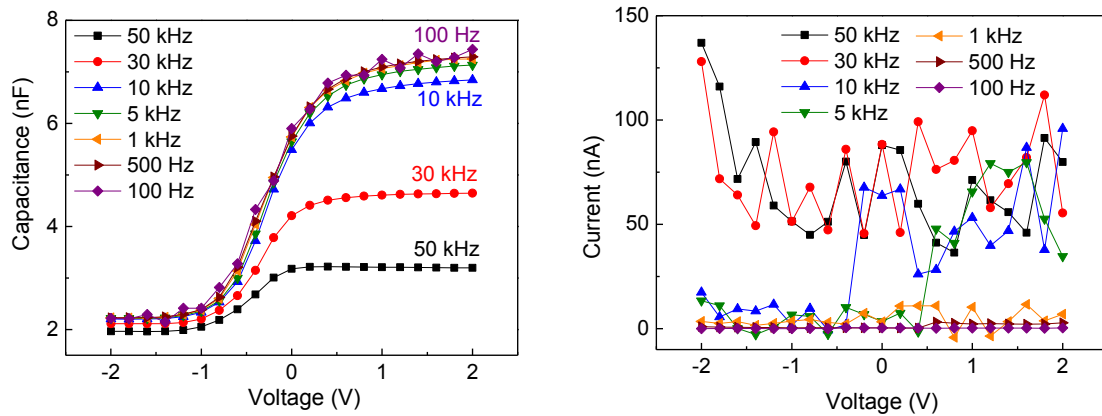 8
6
4
2
Capacitance (nF)
50 kHz
30 kHz
10 kHz
5 kHz
1 kHz
500 Hz
100 Hz
100 Hz
10 kHz
30 kHz
50 kHz
-2
-1
0
1
2
Voltage (V)
150
100
50
0
Current (nA)
50 kHz
30 kHz
10 kHz
5 kHz
1 kHz
500 Hz
100 Hz
-2
-1
0
1
2
Voltage (V)